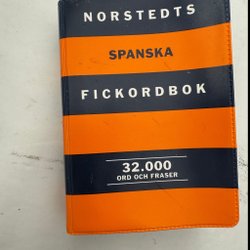 NORSTEDTS
SPANSKA
FICKORDBOK
32.000
ORD OCH FRASER